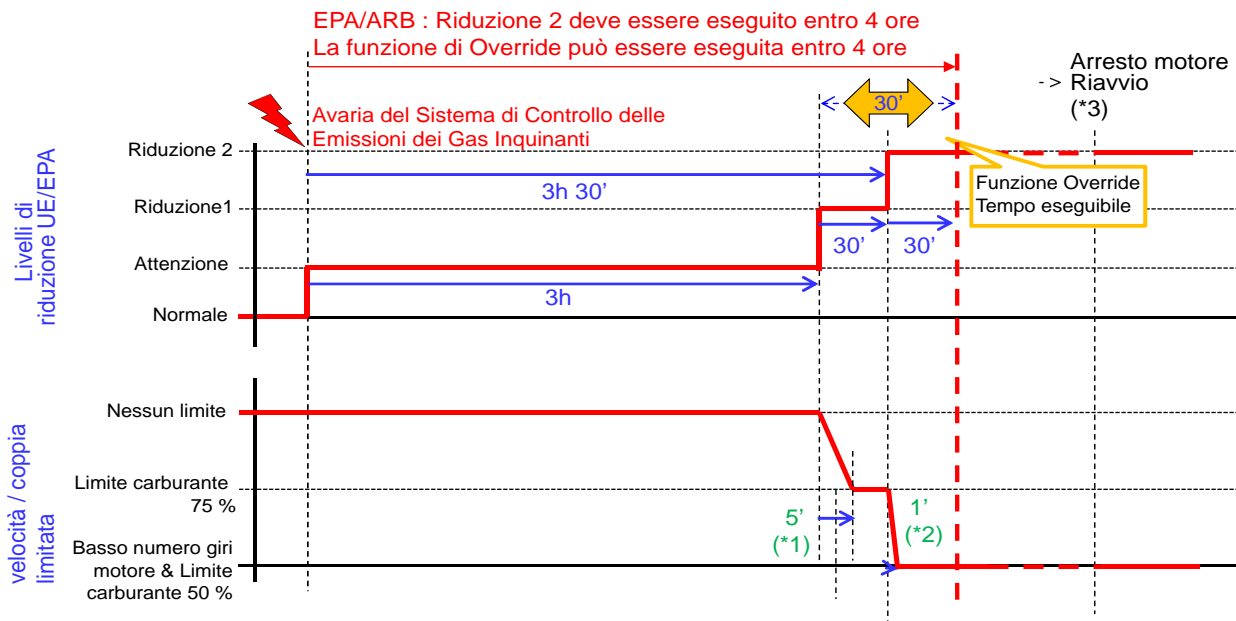 EPA/ARB : Riduzione 2 deve essere eseguito entro 4 ore
La funzione di Override può essere eseguita entro 4 ore
Arresto motore
-> Riavvio
(*3)
30’
Avaria del Sistema di Controllo delle
Emissioni dei Gas Inquinanti
Livelli di
riduzione UE/EPA
Riduzione 2
3h 30’
Funzione Override
Tempo eseguibile
Riduzione1
30’
30’
Attenzione
3h
Normale
velocità / coppia
limitata
Nessun limite
Limite carburante
75 %
5’
(*1)
1’
(*2)
Basso numero giri
motore & Limite
carburante 50 %